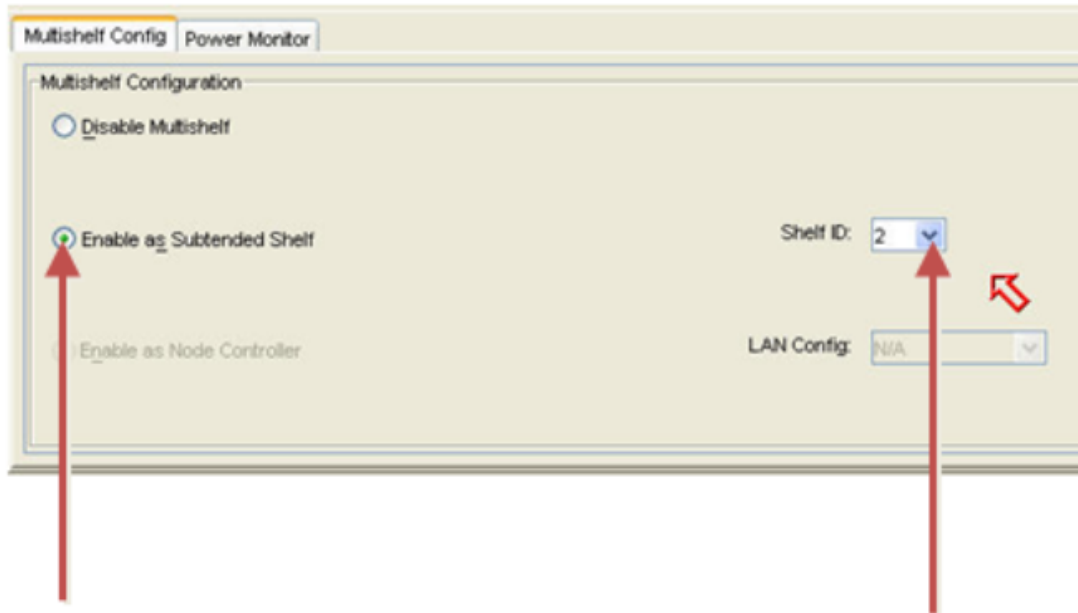 Multishelf Config Power Monitor
Multishelf Configuration
Disable Multishelf
Enable as Subtended Shelf Shelf ID: 2
Enable as Node Controller LAN Config: N/A